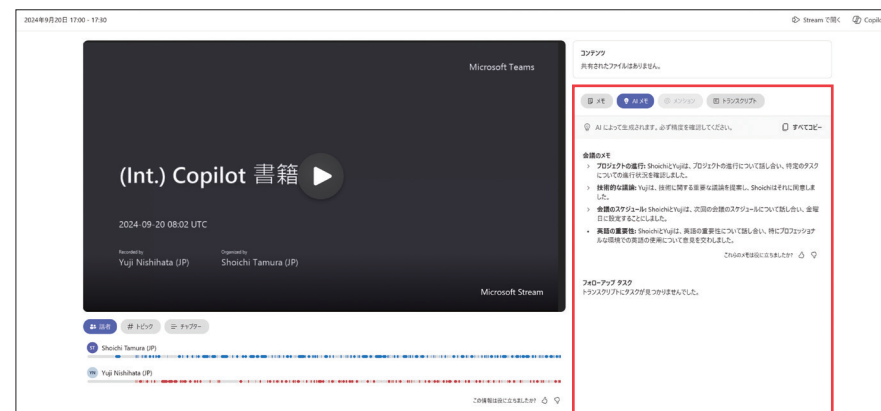 2024年9月20日 17:00 - 17:30
Stream で開く
Copilo
Microsoft Teams
(Int.) Copilot 書籍
2024-09-20 08:02 UTC
Recorded by
Organized by
Yuji Nishihata (JP)
Shoichi Tamura (JP)
Microsoft Stream
話者
# トピック
チャプター
ST Shoichi Tamura (JP)
YN Yuji Nishihata (JP)
この情報は役に立ちましたか?
コンテンツ
共有されたファイルはありません。
メモ
AI メモ
メンション
トランスクリプト
AI によって生成されます。必ず精度を確認してください。
すべてコピー
会議のメモ
プロジェクトの進行: ShoichiとYujiは、プロジェクトの進行について話し合い、特定のタスク
についての進行状況を確認しました。
技術的な議論: Yujiは、技術に関する重要な議論を提案し、Shoichiはそれに同意しま
した。
会議のスケジュール: ShoichiとYujiは、次回の会議のスケジュールについて話し合い、金曜
日に設定することにしました。
英語の重要性: ShoichiとYujiは、英語の重要性について話し合い、特にプロフェッショナ
ルな環境での英語の使用について意見を交わしました。
これらのメモは役に立ちましたか?
フォローアップ タスク
トランスクリプトにタスクが見つかりませんでした。